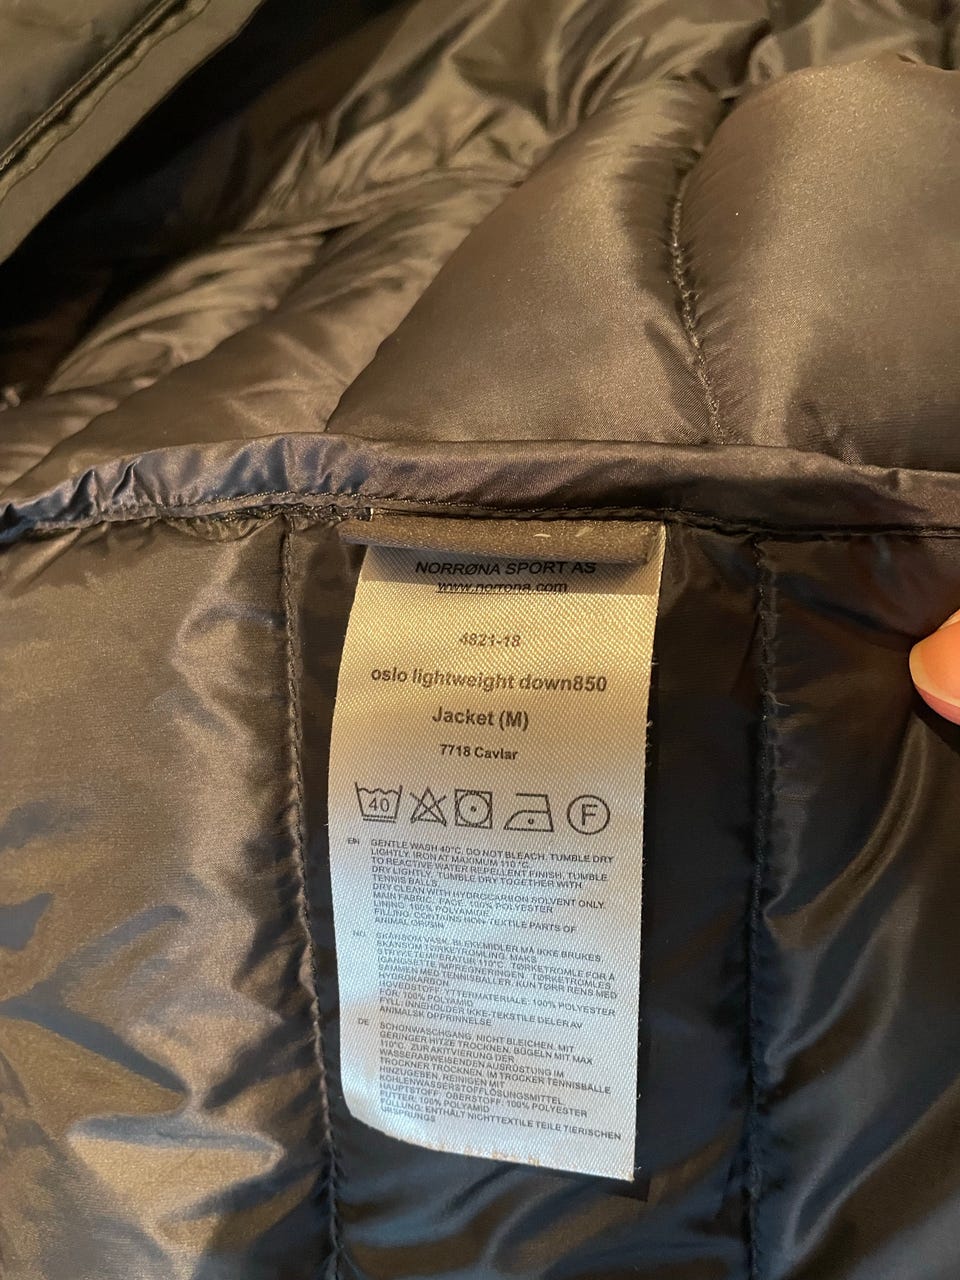 NORRØNA SPORT AS
www.norrona.com
4821-18
oslo lightweight down850
Jacket (M)
7718 Caviar
40
F
EN GENTLE WASH 40°C. DO NOT BLEACH. TUMBLE DRY
LIGHTLY. IRON AT MAXIMUM 110 °C.
TO REACTIVE WATER REPELLENT FINISH, TUMBLE
DRY LIGHTLY. TUMBLE DRY TOGETHER WITH
TENNIS BALLS.
DRY CLEAN WITH HYDROCARBON SOLVENT ONLY.
MAIN FABRIC: FACE: 100% POLYESTER
LINING: 100% POLYAMIDE
FILLING: CONTAINS NON-TEXTILE PARTS OF
ANIMAL ORIGIN
NO: SKÅNSOM VASK. BLEKEMIDLER MÅ IKKE BRUKES.
SKÅNSOM TØRKETROMLING. MAKS
STRYKETEMPERATUR 110°C. TØRKETROMLE FOR Å
GJENOPPRETTE IMPREGNERINGEN. TØRKETROMLES
SAMMEN MED TENNISBALLER. KUN TØRR RENS MED
HYDROKARBON
HOVEDSTOFF: YTTERMATERIALE: 100% POLYESTER
FÔR: 100% POLYAMID
FYLL: INNEHOLDER IKKE-TEKSTILE DELER AV
ANIMALSK OPPRINNELSE
DE SCHONWASCHGANG. NICHT BLEICHEN. MIT
GERINGER HITZE TROCKNEN. BÜGELN MIT MAX
110°C. ZUR AKITVIERUNG DER
WASSERABWEISENDEN AUSRÜSTUNG IM
TROCKNER TROCKNEN. IM TROCKER TENNISBÄLLE
HINZUGEBEN. REINIGEN MIT
KOHLENWASSERSTOFFLÖSUNGSMITTEL.
HAUPTSTOFF: OBERSTOFF: 100% POLYESTER
FUTTER: 100% POLYAMID
FÜLLUNG: ENTHÄLT NICHTTEXTILE TEILE TIERISCHEN
URSPRUNGS